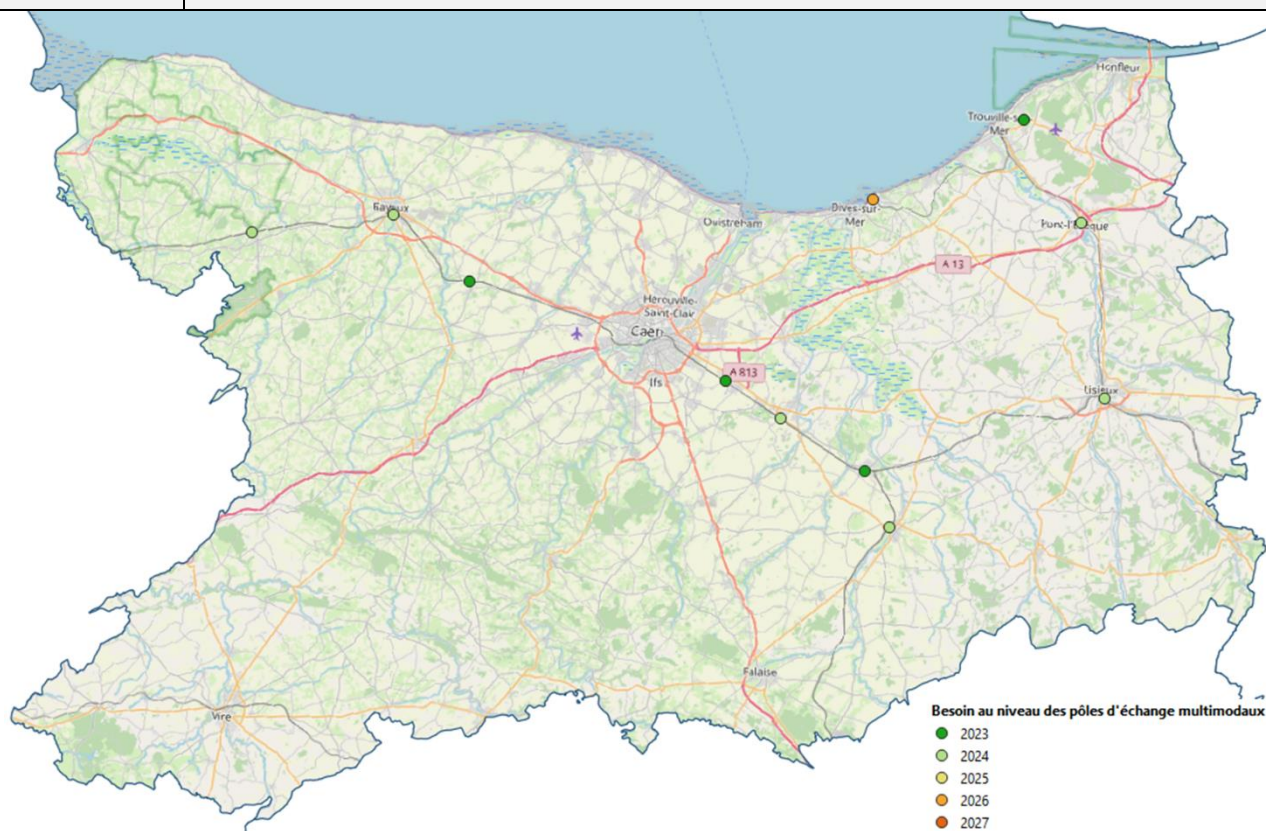 Honfleur
Trouville-s
Mer
Bayeux
Dives-sur-
Mer
Ouistreham
Pont-l'Évêque
A 13
Hérouville-
Saint-Clair
Caen
A 813
Ifs
Lisieux
Falaise
Vire
Besoin au niveau des pôles d'échange multimodaux
2023
2024
2025
2026
2027